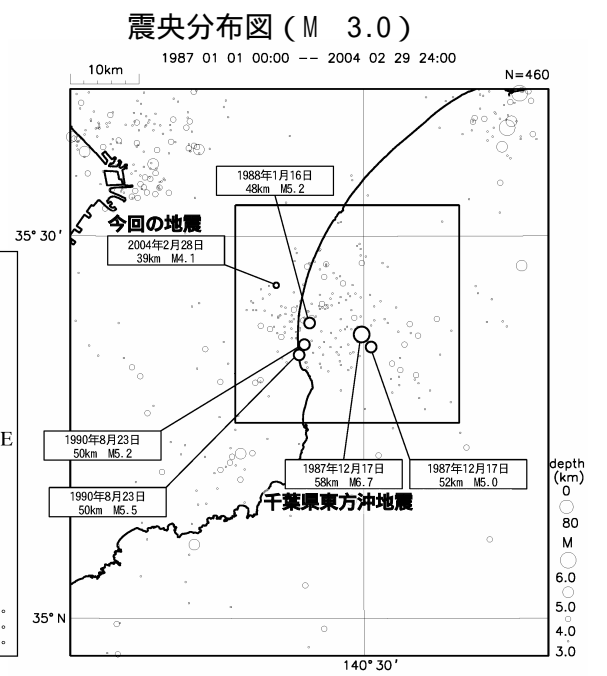 震央分布図(M 3.0)
1987 01 01 00:00 -- 2004 02 29 24:00
10km
N=460
1988年1月16日
48km M5.2
今回の地震
35°30′
2004年2月28日
39km M4.1
E
1990年8月23日
50km M5.2
1987年12月17日
58km M6.7
1987年12月17日
52km M5.0
1990年8月23日
50km M5.5
千葉県東方沖地震
depth
(km)
0
80
M
6.0
5.0
4.0
3.0
35°N
140°30′